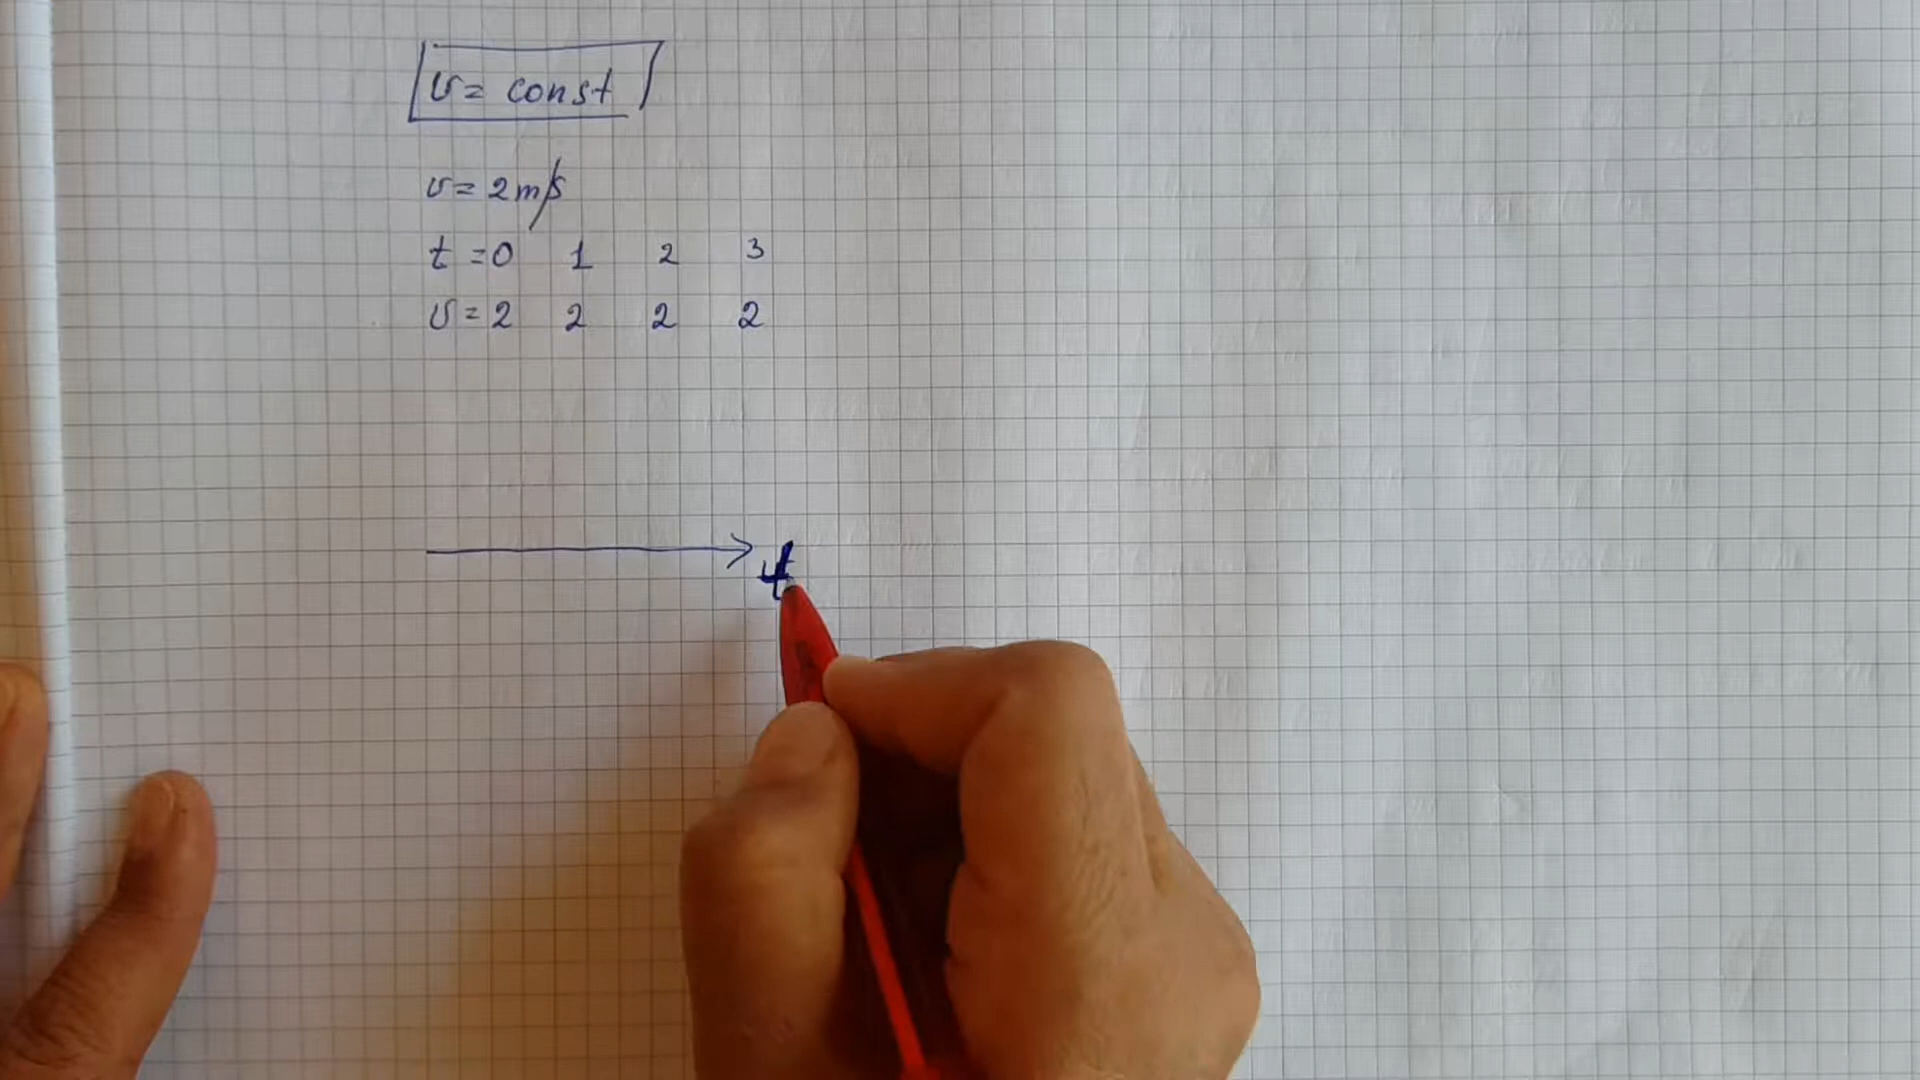 v = const
v = 2 m/s
t = 0 1 2 3
v = 2 2 2 2
t